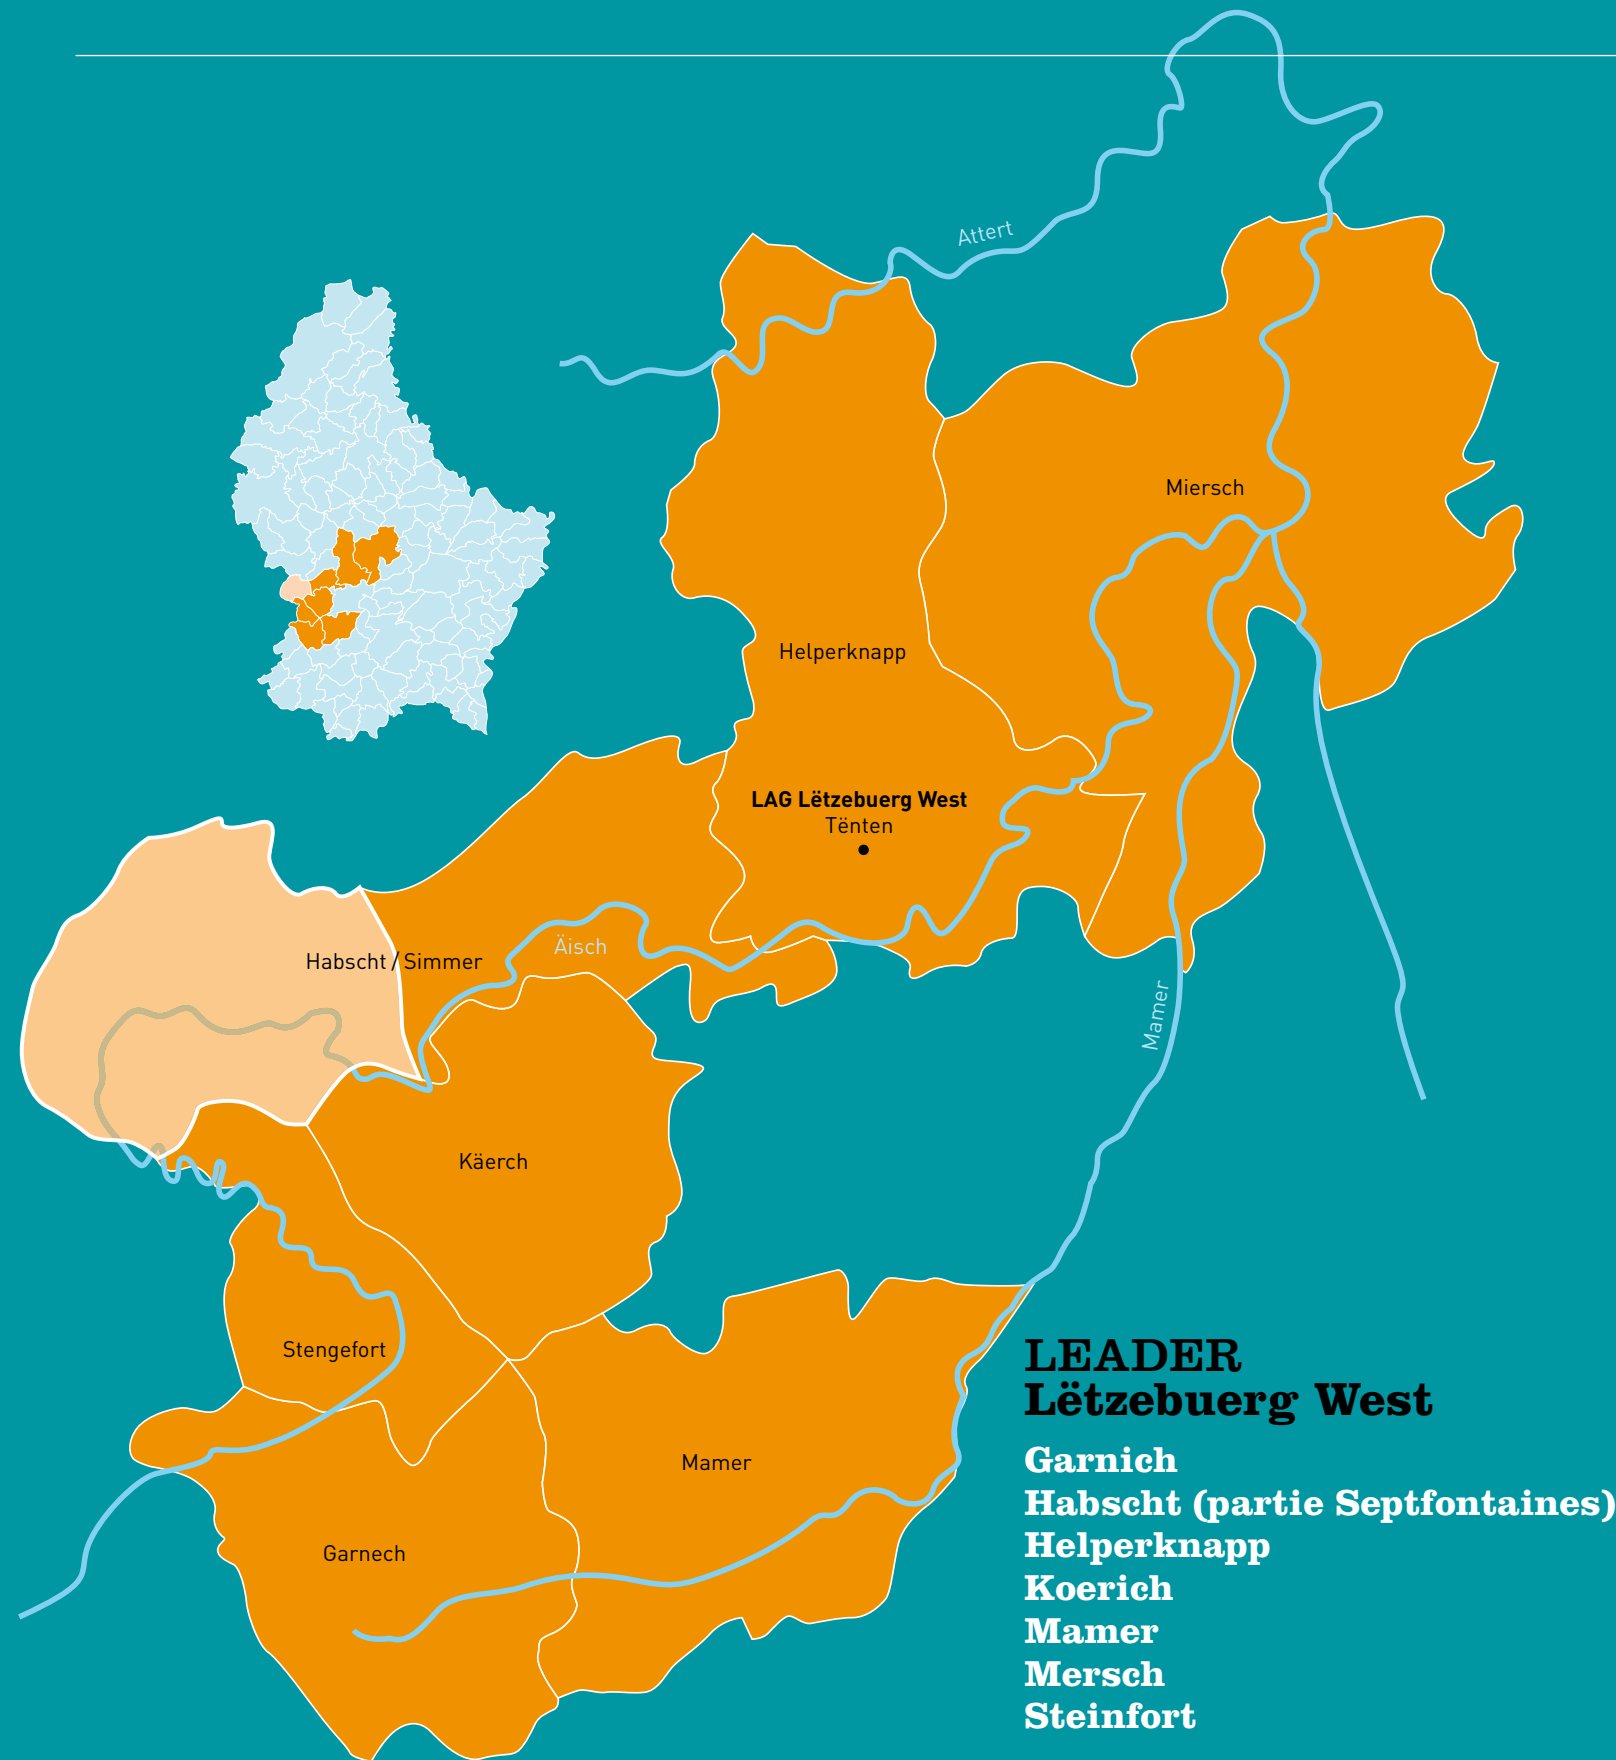 Attert
Miersch
Helperknapp
LAG Lëtzebuerg West
Tënten
Äisch
Habscht / Simmer
Mamer
Käerch
Stengefort
Mamer
Garnech
LEADER
Lëtzebuerg West
Garnich
Habscht (partie Septfontaines)
Helperknapp
Koerich
Mamer
Mersch
Steinfort